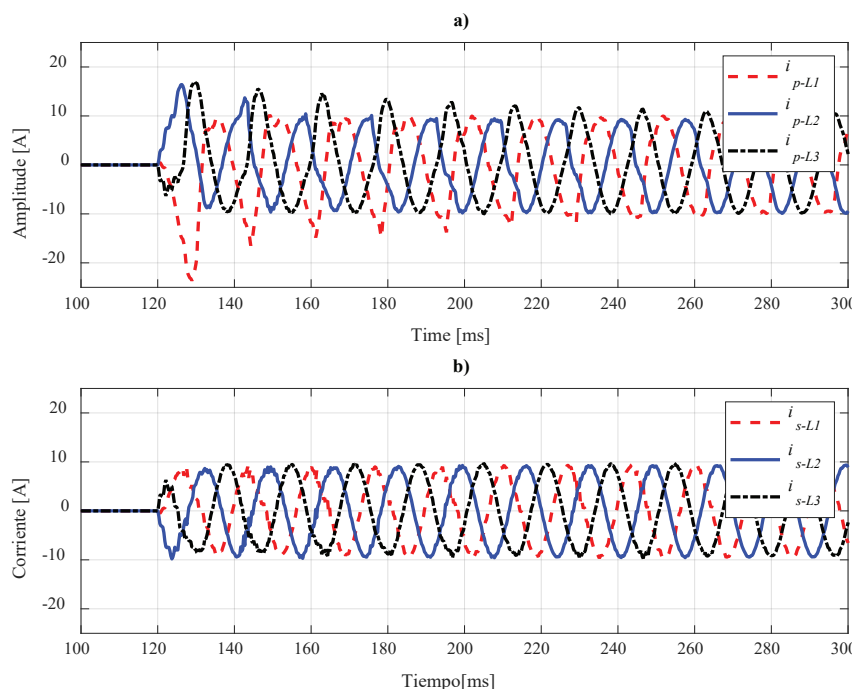 a)
Amplitude [A]
20
10
0
-10
-20
i p-L1
i p-L2
i p-L3
100 120 140 160 180 200 220 240 260 280 300
Time [ms]
b)
Corriente [A]
20
10
0
-10
-20
i s-L1
i s-L2
i s-L3
100 120 140 160 180 200 220 240 260 280 300
Tiempo[ms]